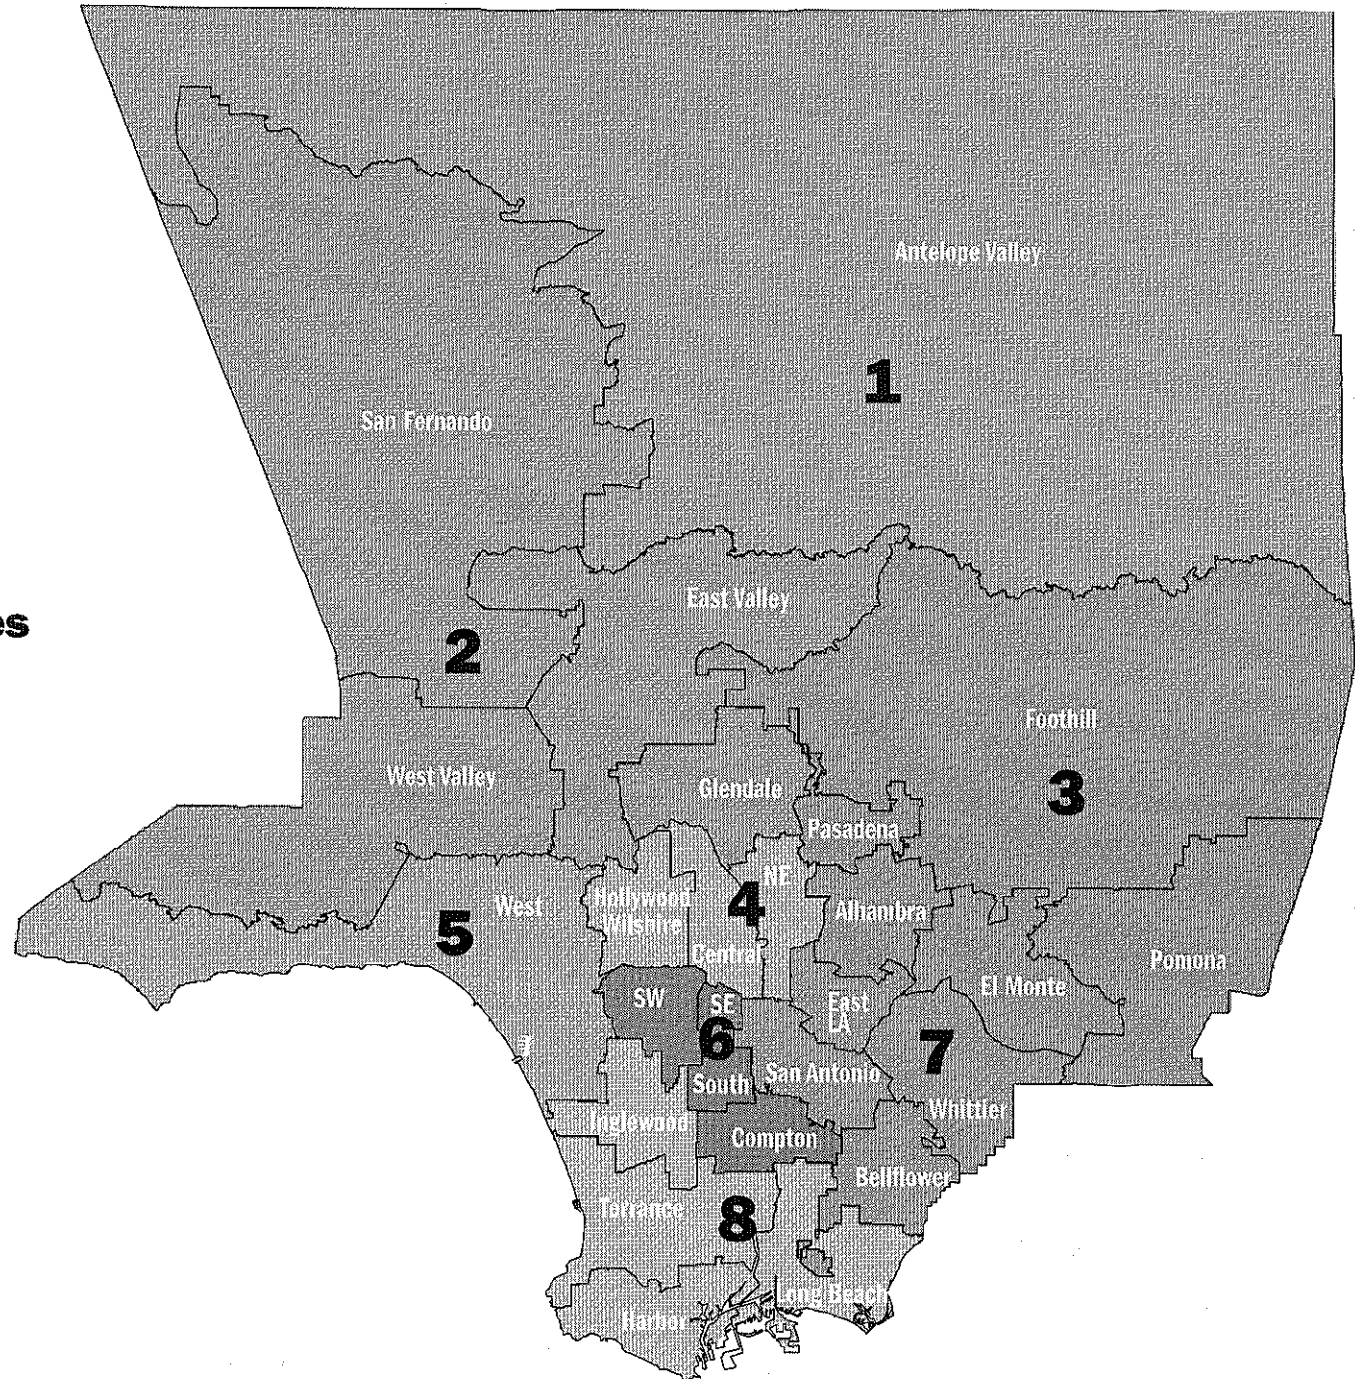 Antelope Valley
1
San Fernando
East Valley
es
2
Foothill
West Valley
Glendale
3
Pasadena
NE
Hollywood
Wilshire
4
Alhambra
West
5
Central
Pomona
El Monte
SW
SE
East
LA
6
7
San Antonio
South
Whittier
Inglewood
Compton
Bellflower
Torrance
8
Long Beach
Harbor